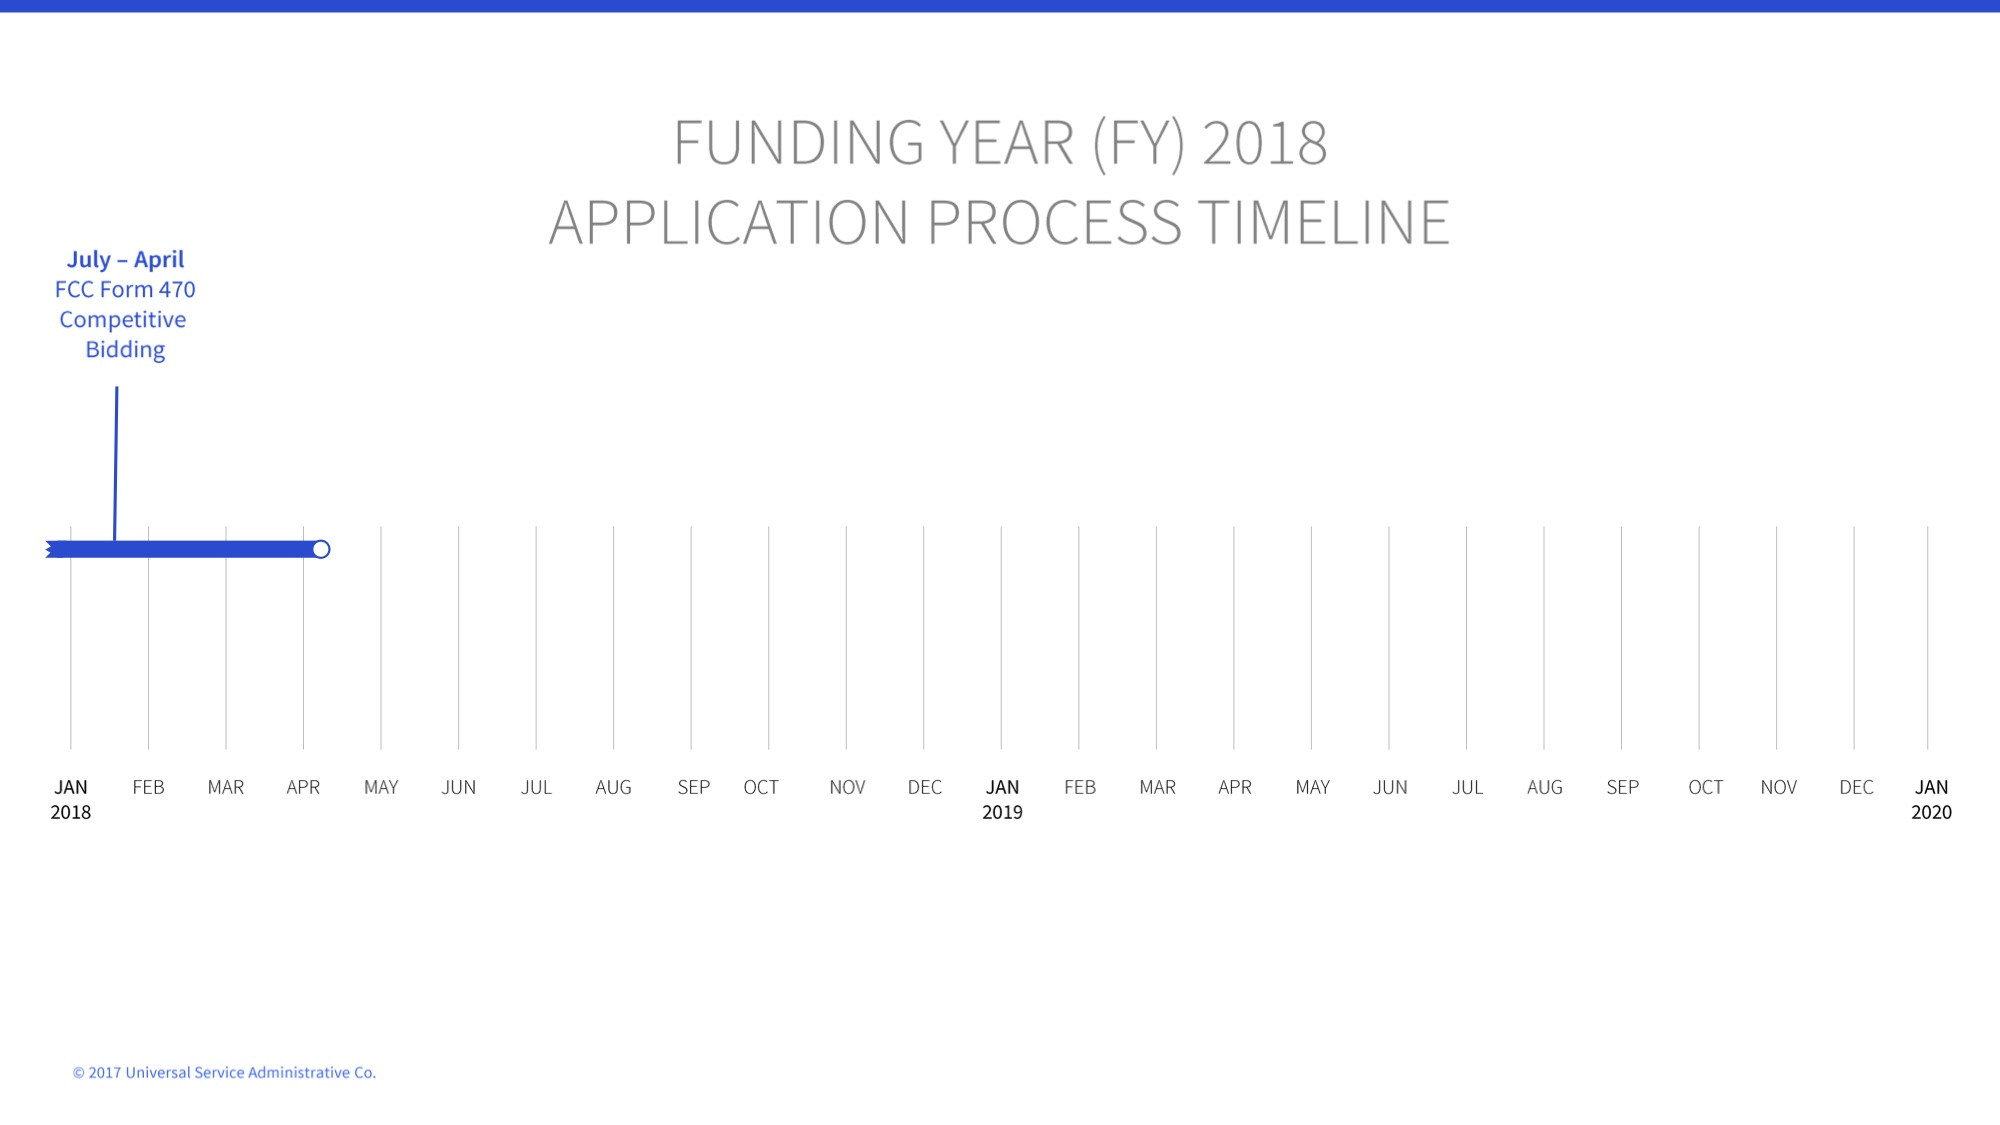 FUNDING YEAR (FY) 2018
APPLICATION PROCESS TIMELINE
July – April
FCC Form 470
Competitive
Bidding
JAN FEB MAR APR MAY JUN JUL AUG SEP OCT NOV DEC JAN FEB MAR APR MAY JUN JUL AUG SEP OCT NOV DEC JAN
2018 2019 2020
© 2017 Universal Service Administrative Co.